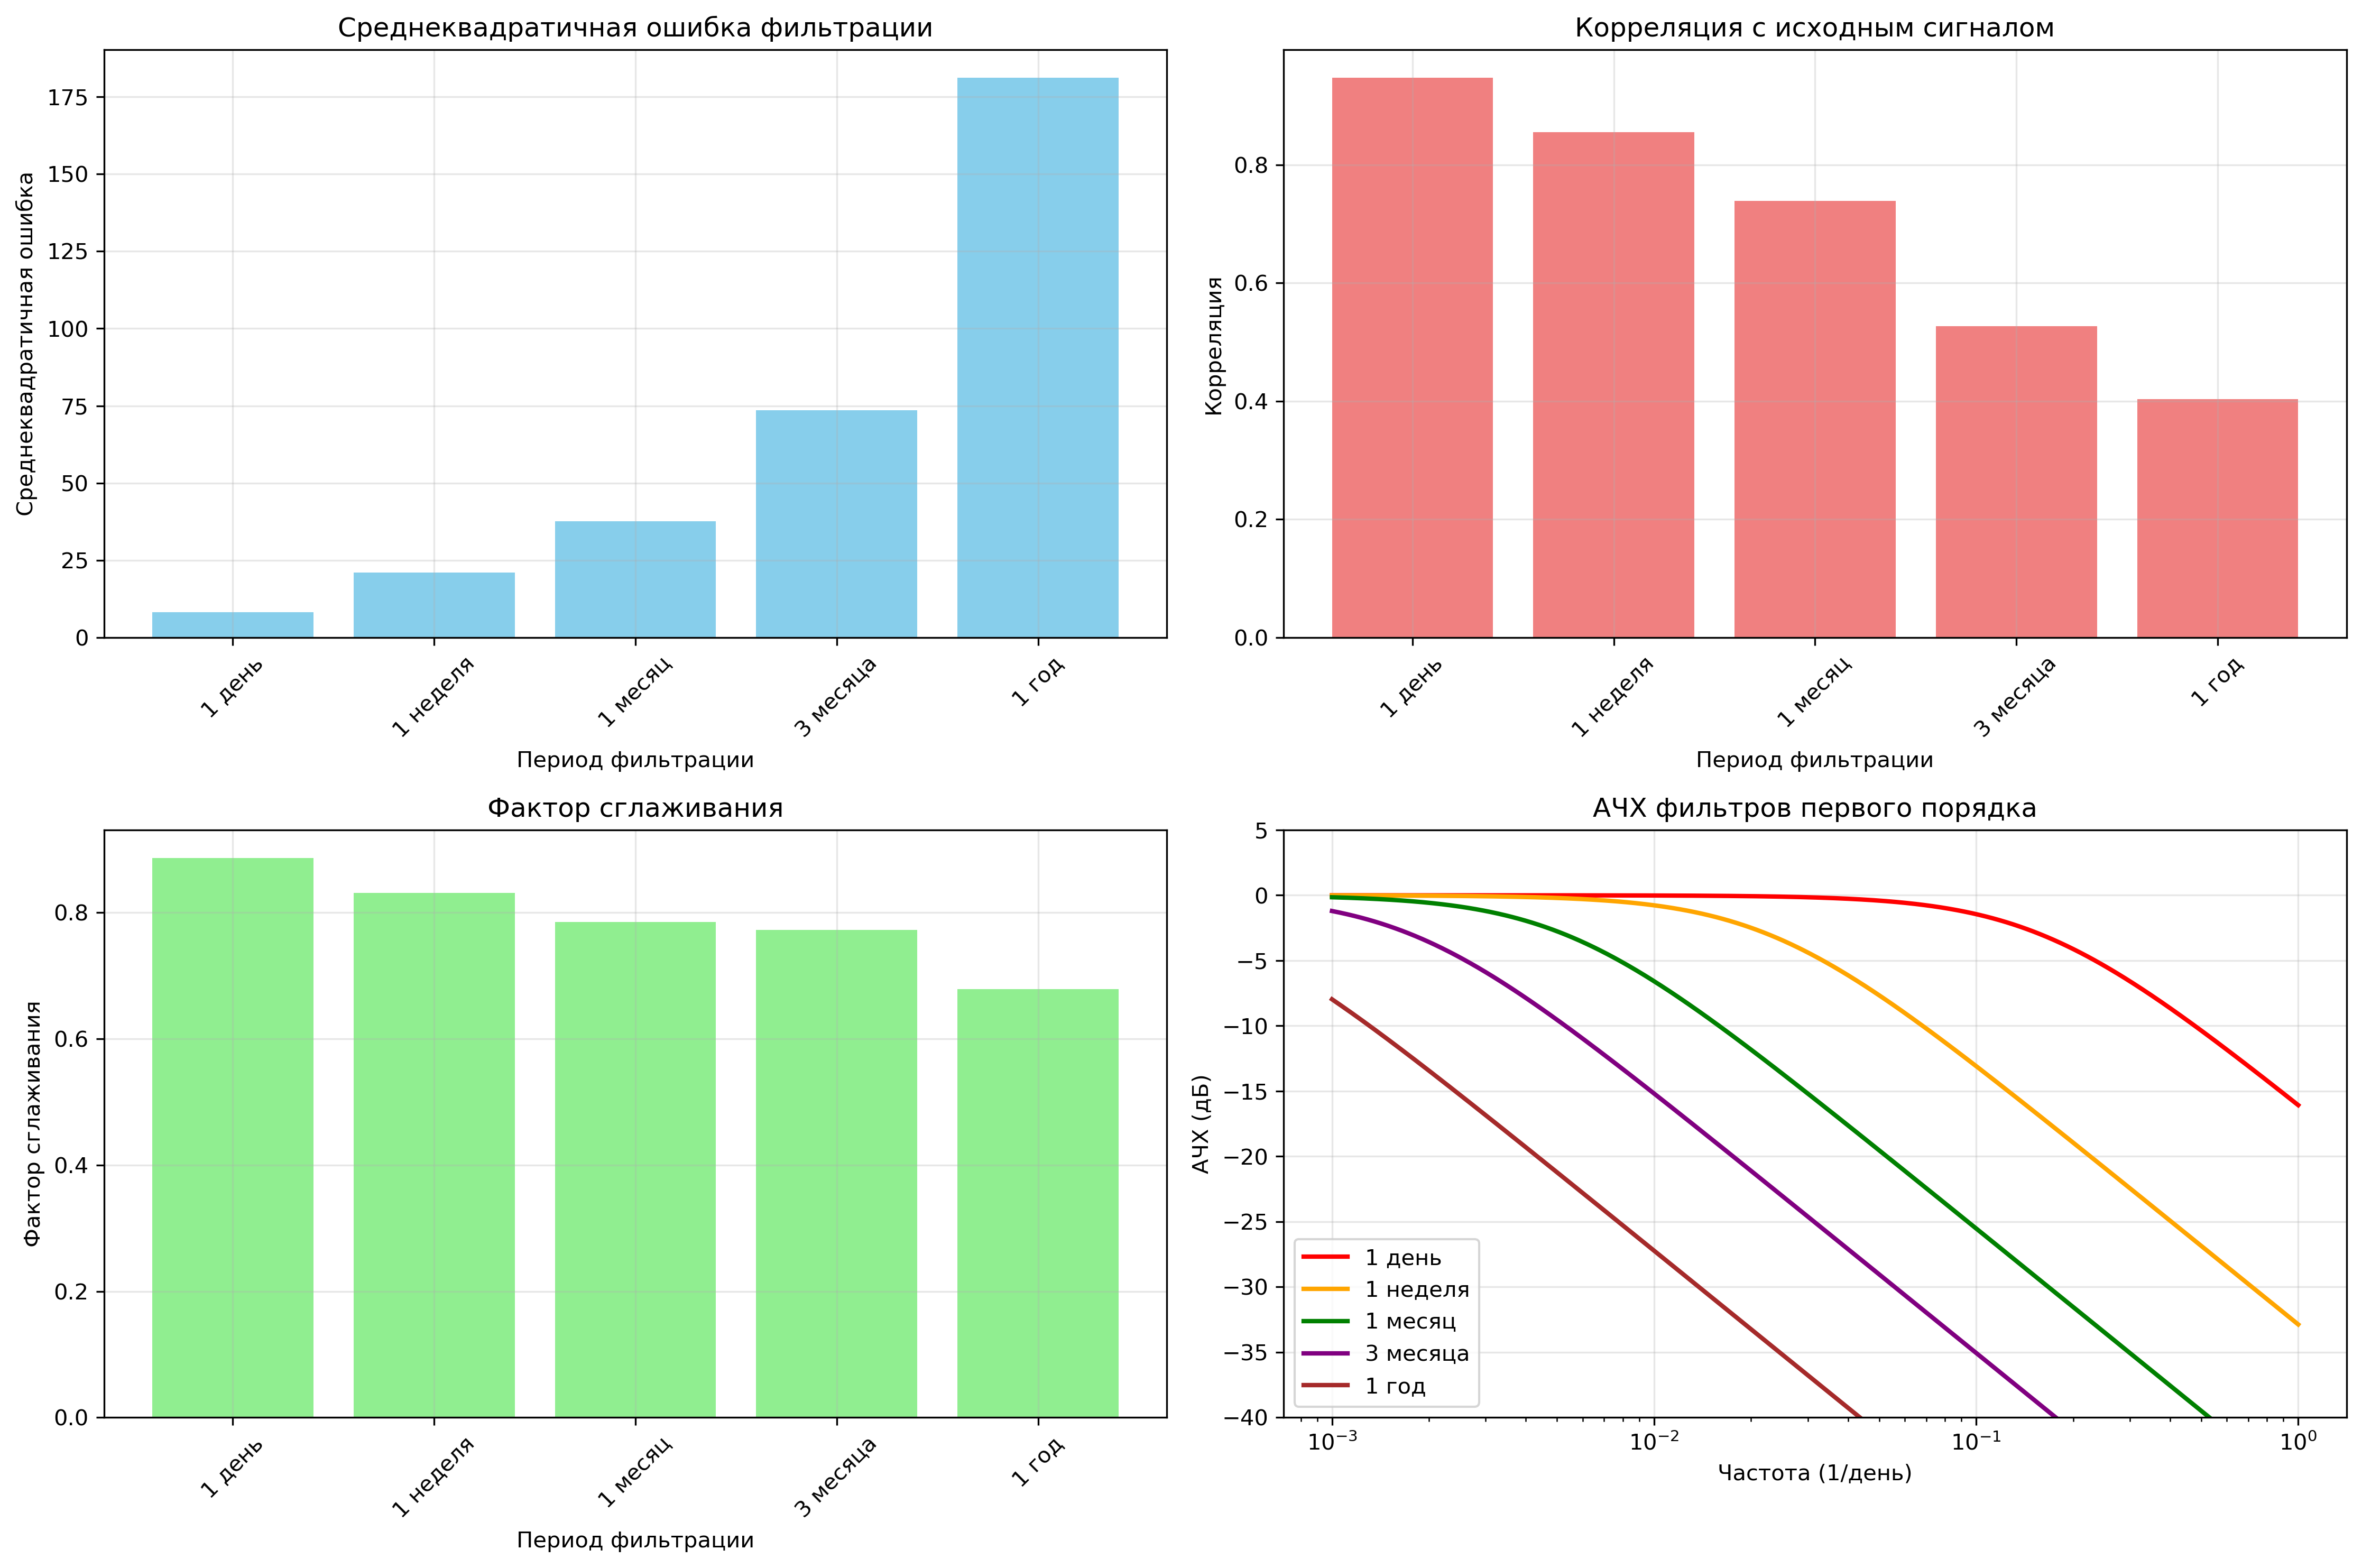 Среднеквадратичная ошибка фильтрации
Среднеквадратичная ошибка
175
150
125
100
75
50
25
0
1 день
1 неделя
1 месяц
3 месяца
1 год
Период фильтрации
Корреляция с исходным сигналом
Корреляция
0.8
0.6
0.4
0.2
0.0
1 день
1 неделя
1 месяц
3 месяца
1 год
Период фильтрации
Фактор сглаживания
Фактор сглаживания
0.8
0.6
0.4
0.2
0.0
1 день
1 неделя
1 месяц
3 месяца
1 год
Период фильтрации
АЧХ фильтров первого порядка
АЧХ (дБ)
5
0
−5
−10
−15
−20
−25
−30
−35
−40
1 день
1 неделя
1 месяц
3 месяца
1 год
10⁻³
10⁻²
10⁻¹
10⁰
Частота (1/день)